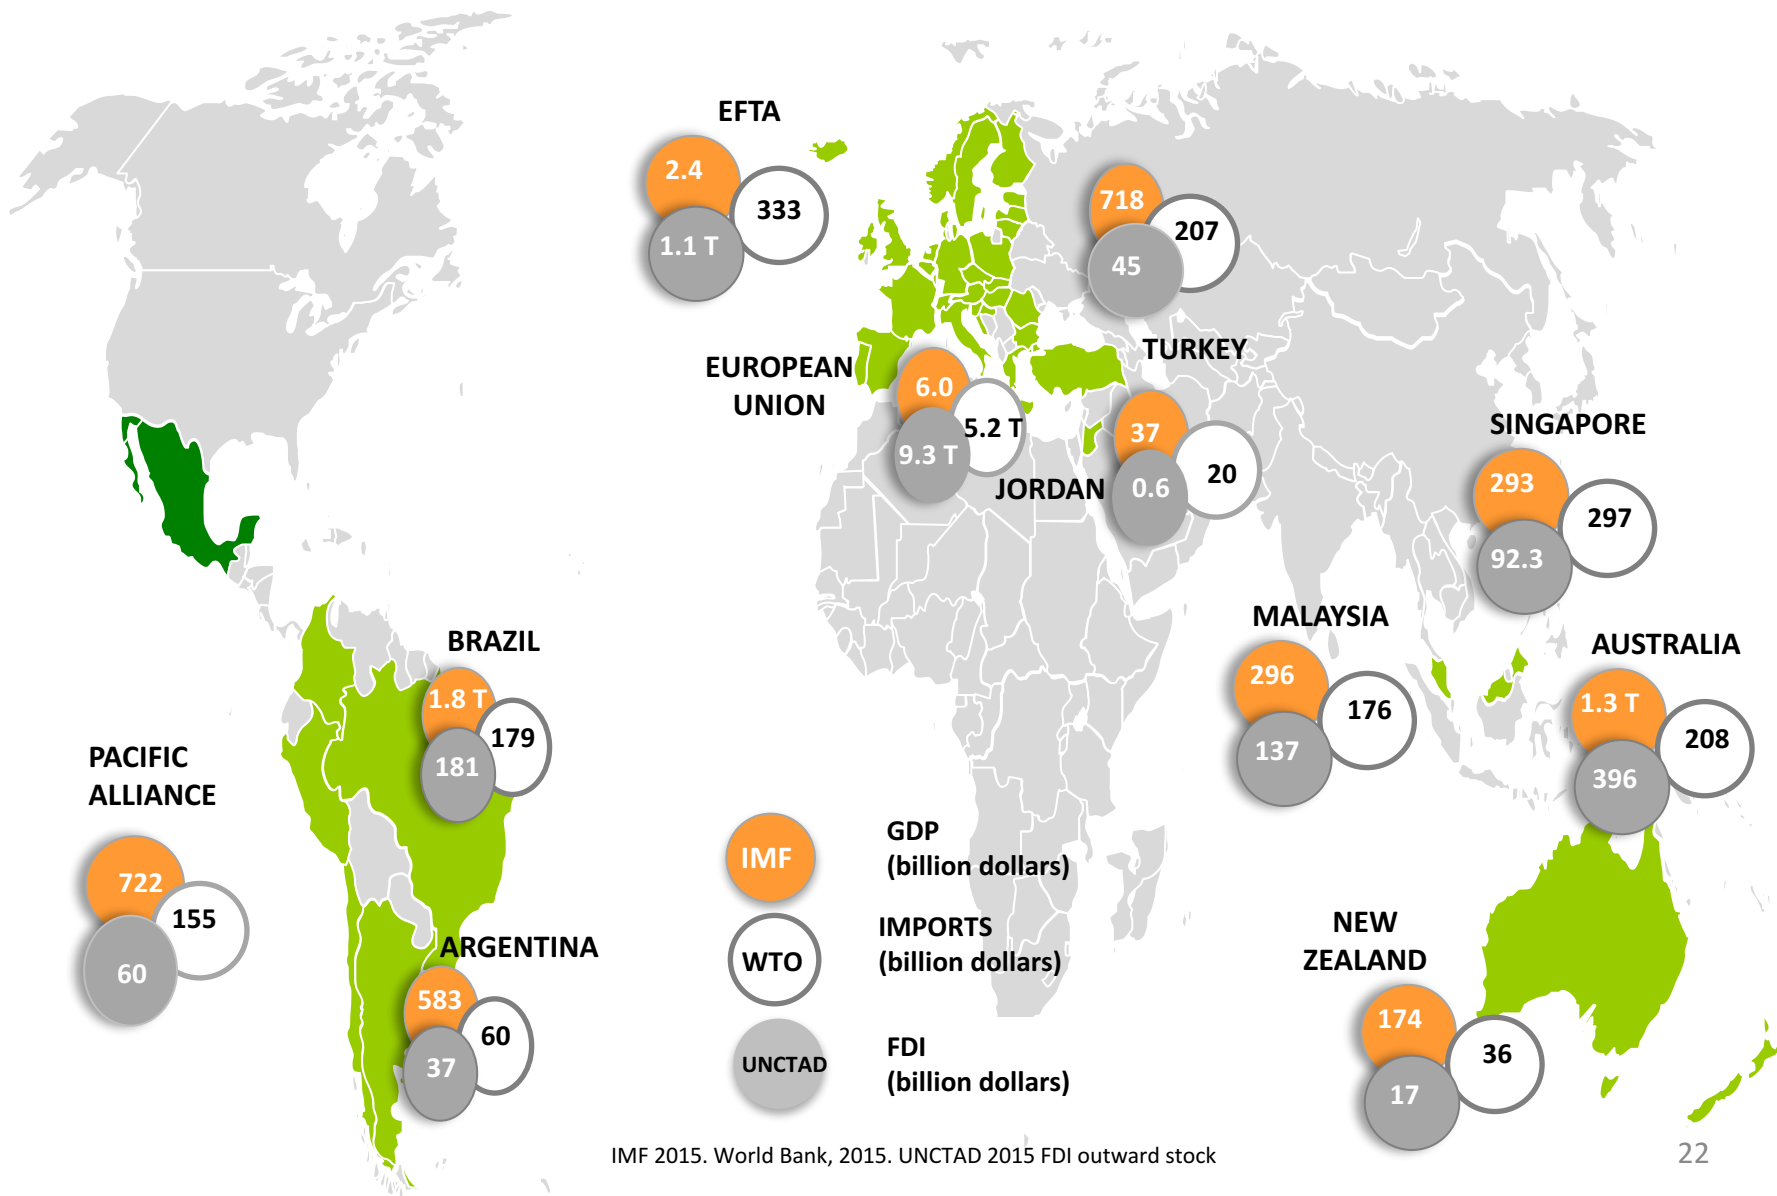 EFTA
2.4
333
1.1 T
718
207
45
TURKEY
EUROPEAN
UNION
6.0
5.2 T
9.3 T
37
20
JORDAN
0.6
SINGAPORE
293
297
92.3
MALAYSIA
296
176
137
AUSTRALIA
1.3 T
208
396
BRAZIL
1.8 T
179
181
PACIFIC
ALLIANCE
722
155
60
ARGENTINA
583
60
37
IMF
GDP
(billion dollars)
WTO
IMPORTS
(billion dollars)
UNCTAD
FDI
(billion dollars)
NEW
ZEALAND
174
36
17
IMF 2015. World Bank, 2015. UNCTAD 2015 FDI outward stock
22